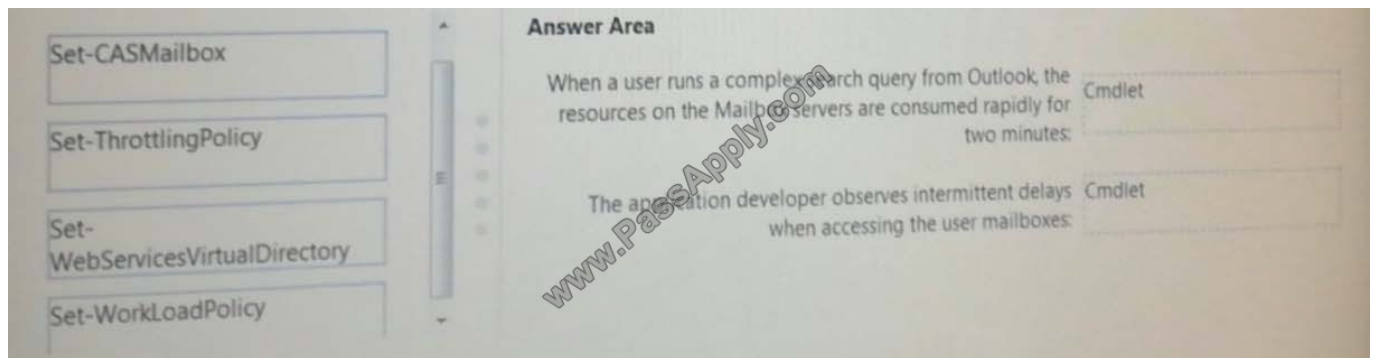 Set-CASMailbox
Set-ThrottlingPolicy
Set-
WebServicesVirtualDirectory
Set-WorkLoadPolicy
Answer Area
When a user runs a complex search query from Outlook, the
resources on the Mailbox servers are consumed rapidly for
two minutes:
Cmdlet
The application developer observes intermittent delays
when accessing the user mailboxes:
Cmdlet
www.PassApply.com